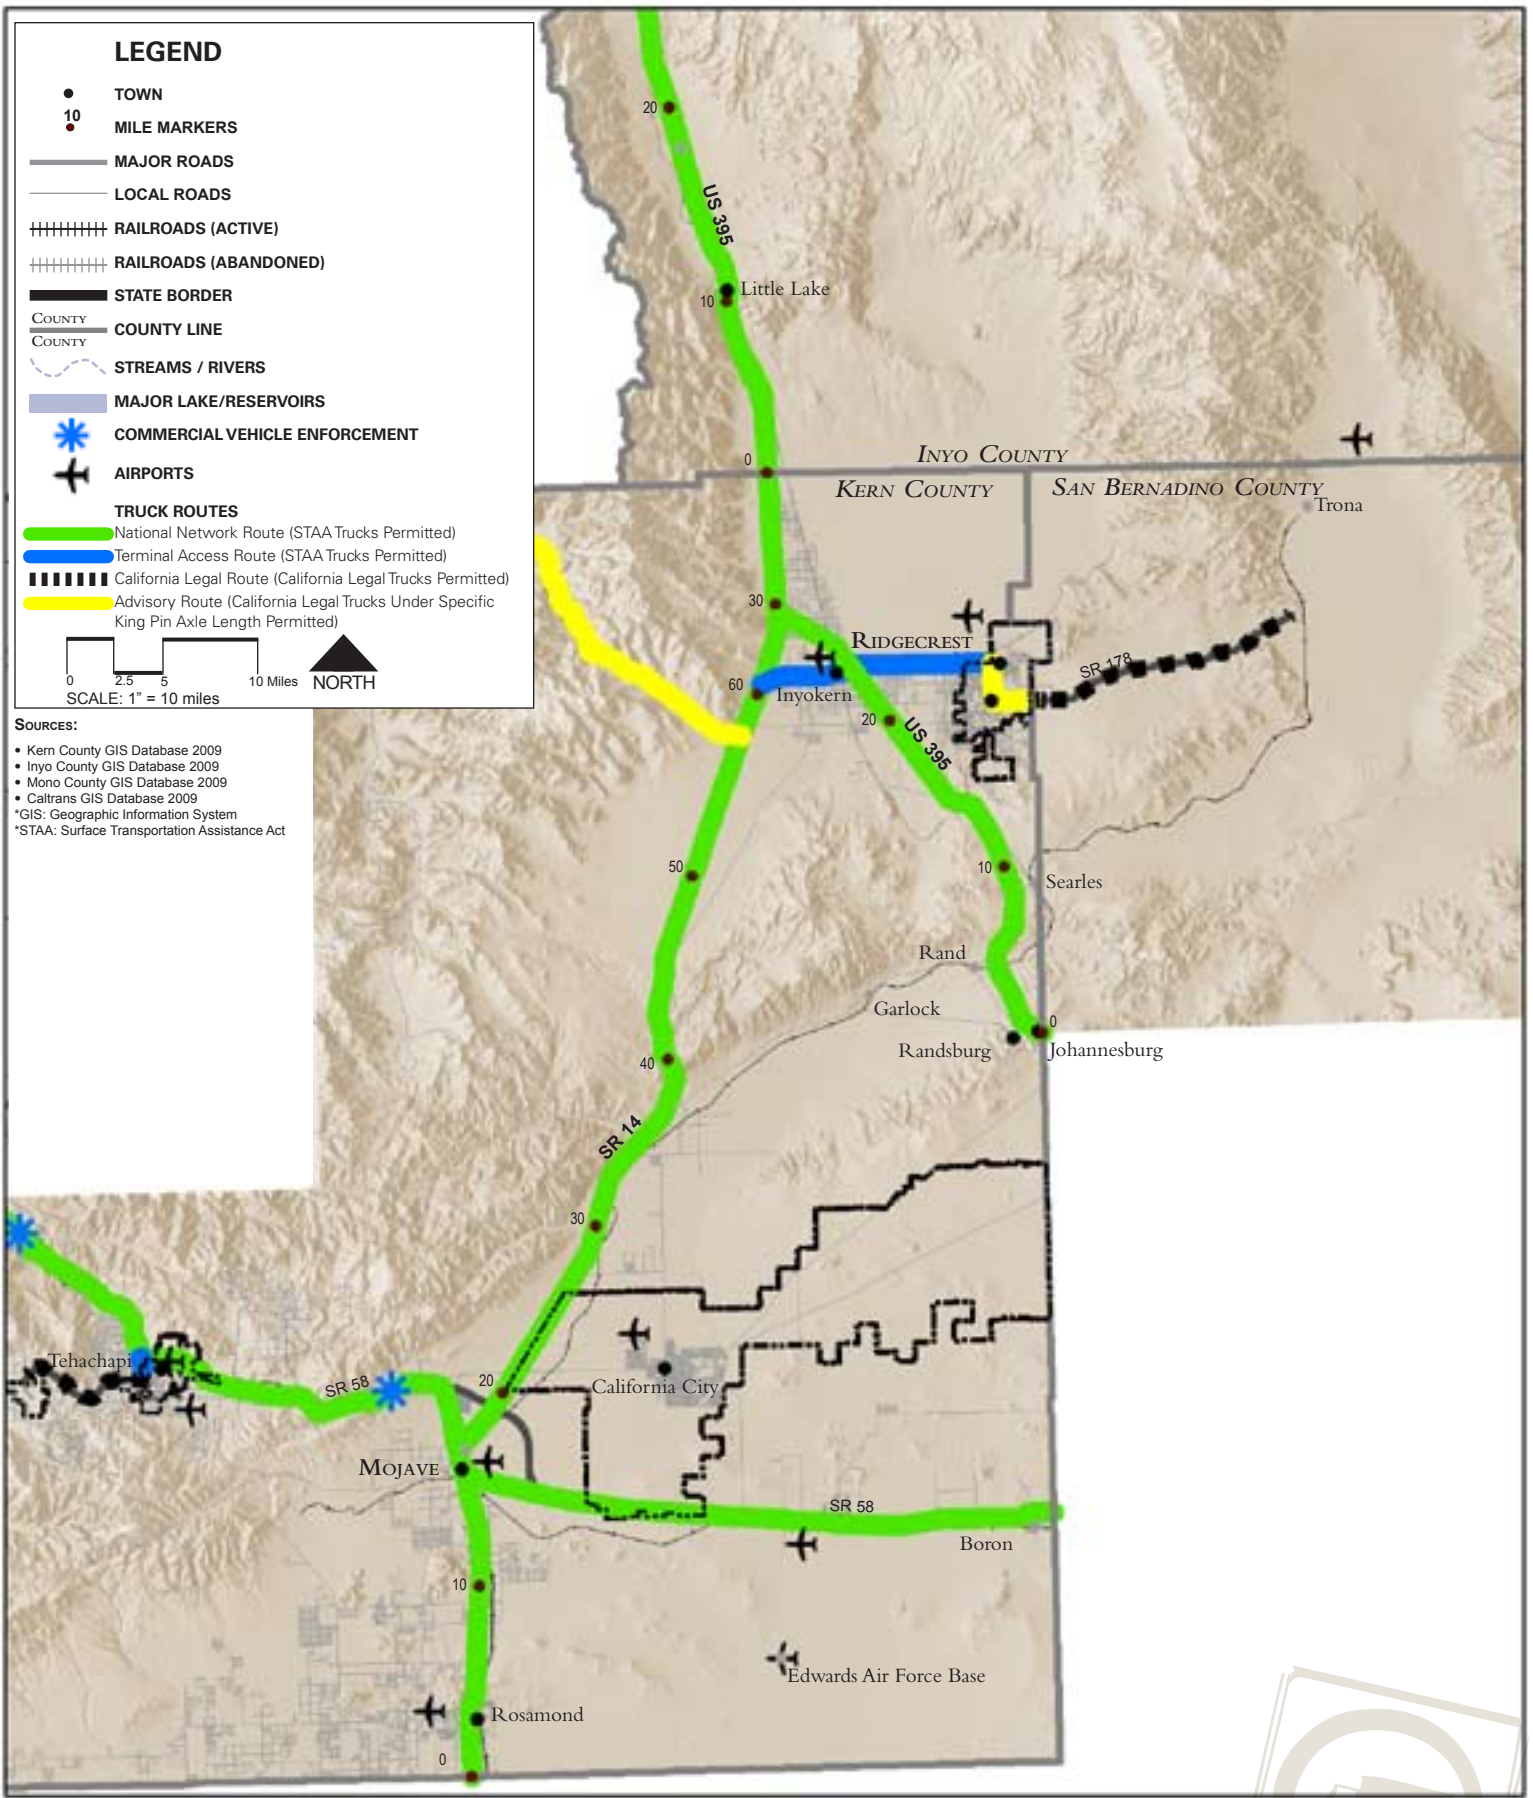 LEGEND
TOWN
10
MILE MARKERS
MAJOR ROADS
LOCAL ROADS
RAILROADS (ACTIVE)
RAILROADS (ABANDONED)
STATE BORDER
COUNTY
COUNTY LINE
COUNTY
STREAMS / RIVERS
MAJOR LAKE/RESERVOIRS
COMMERCIAL VEHICLE ENFORCEMENT
AIRPORTS
TRUCK ROUTES
National Network Route (STAA Trucks Permitted)
Terminal Access Route (STAA Trucks Permitted)
California Legal Route (California Legal Trucks Permitted)
Advisory Route (California Legal Trucks Under Specific
King Pin Axle Length Permitted)
0 2.5 5 10 Miles
NORTH
SCALE: 1" = 10 miles
SOURCES:
• Kern County GIS Database 2009
• Inyo County GIS Database 2009
• Mono County GIS Database 2009
• Caltrans GIS Database 2009
*GIS: Geographic Information System
*STAA: Surface Transportation Assistance Act
20
US 395
Little Lake
10
0
INYO COUNTY
KERN COUNTY
SAN BERNADINO COUNTY
Trona
30
RIDGECREST
SR 178
60
Inyokern
20
US 395
50
10
Searles
Rand
Garlock
0
Randsburg
Johannesburg
40
SR 14
30
Tehachapi
SR 58
20
California City
MOJAVE
SR 58
Boron
10
Edwards Air Force Base
Rosamond
0